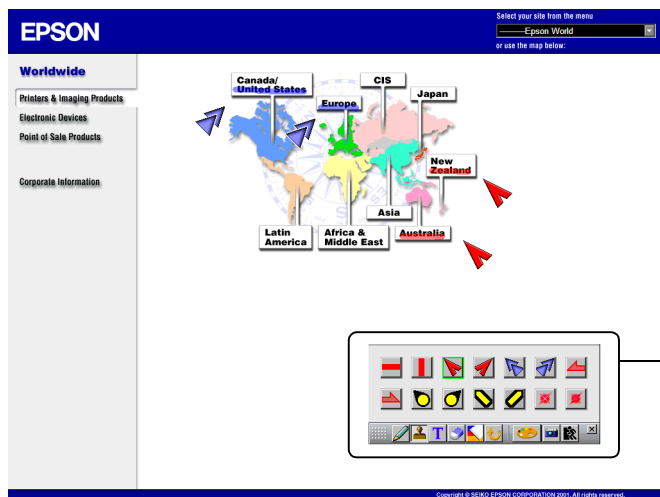 Select your site from the menu
EPSON
———Epson World
or use the map below:
Worldwide
Printers & Imaging Products
Electronic Devices
Point of Sale Products
Corporate Information
Canada/
United States
CIS
Europe
Japan
New
Zealand
Asia
Latin
America
Africa &
Middle East
Australia
T
Copyright © SEIKO EPSON CORPORATION 2001. All rights reserved.